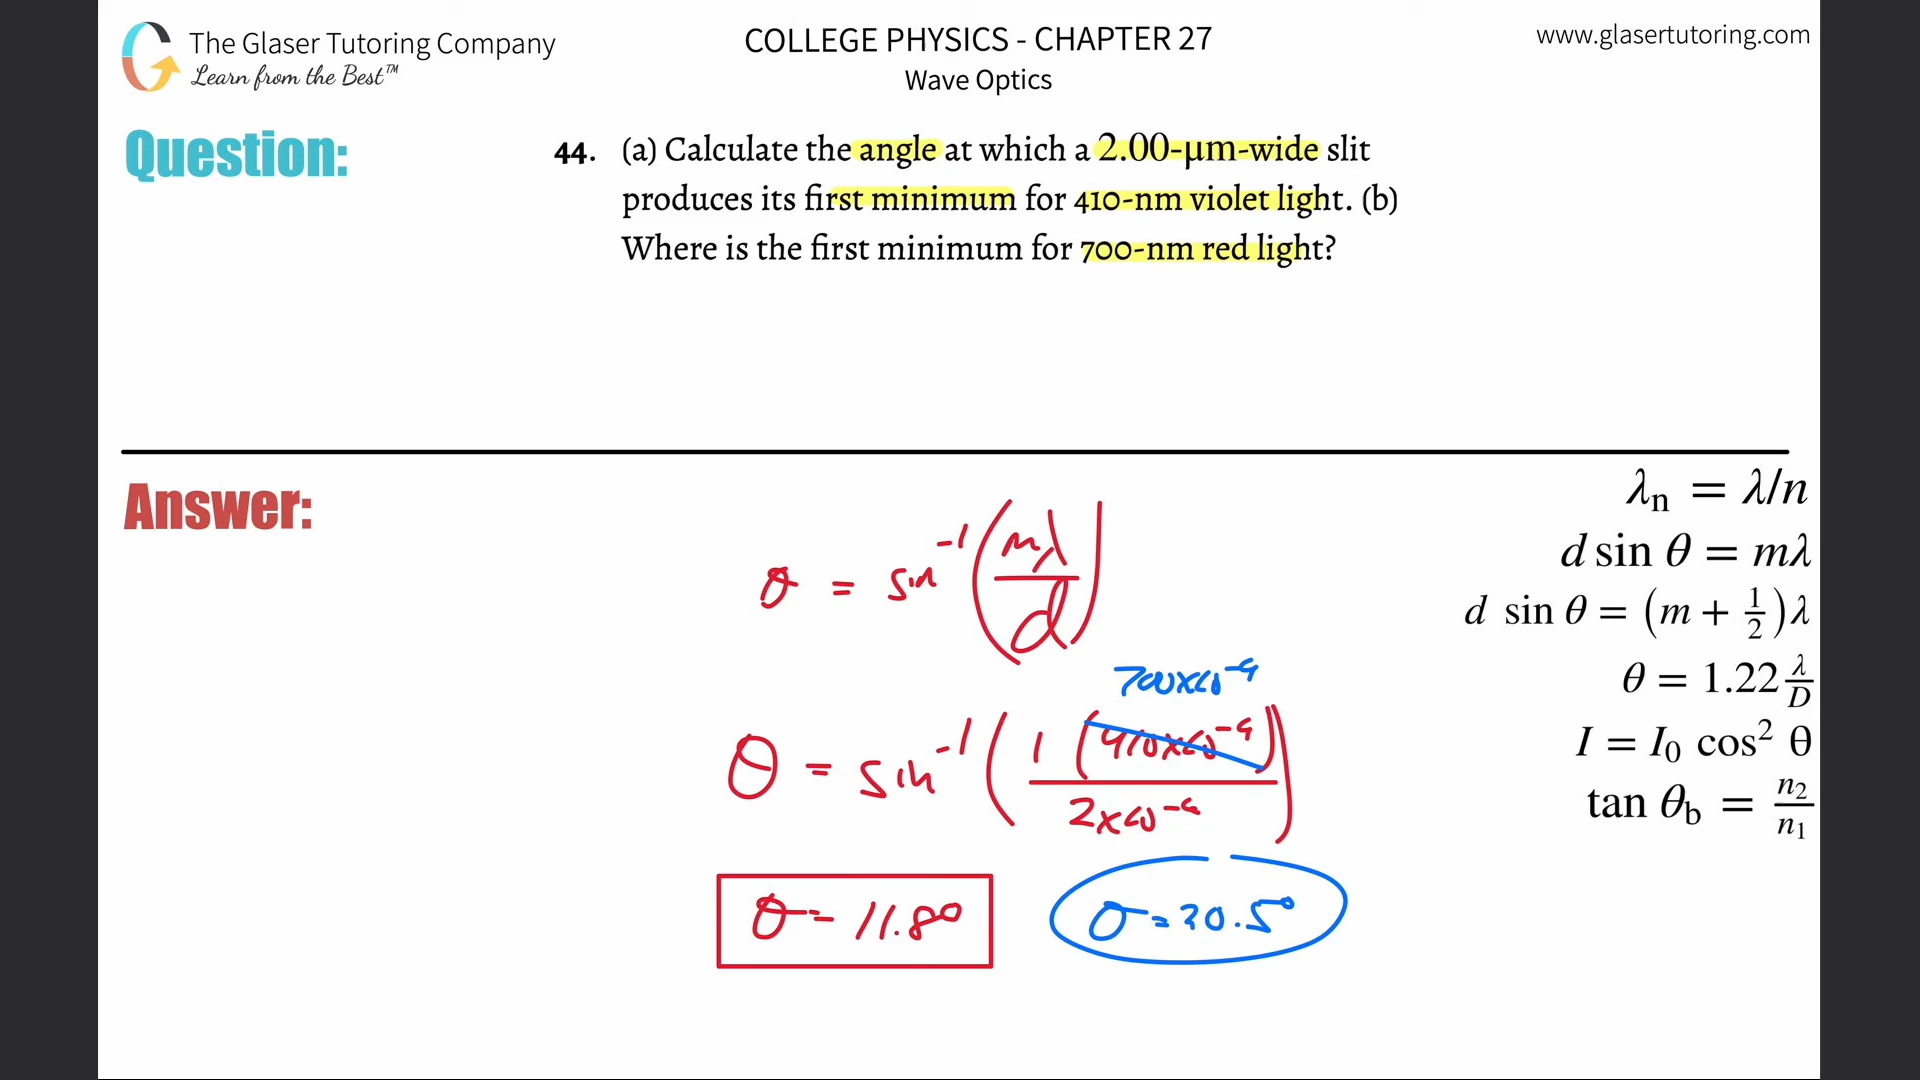 The Glaser Tutoring Company
Learn from the Best™
COLLEGE PHYSICS - CHAPTER 27
Wave Optics
www.glasertutoring.com
Question:
44. (a) Calculate the angle at which a 2.00-μm-wide slit
produces its first minimum for 410-nm violet light. (b)
Where is the first minimum for 700-nm red light?
Answer:
θ = sin⁻¹(mλ/d)
700x10⁻⁹
θ = sin⁻¹(1(410x10⁻⁹)/2x10⁻⁶)
θ = 11.8°
θ = 20.5°
λₙ = λ/n
d sin θ = mλ
d sin θ = (m + 1/2)λ
θ = 1.22 λ/D
I = I₀ cos² θ
tan θb = n₂/n₁